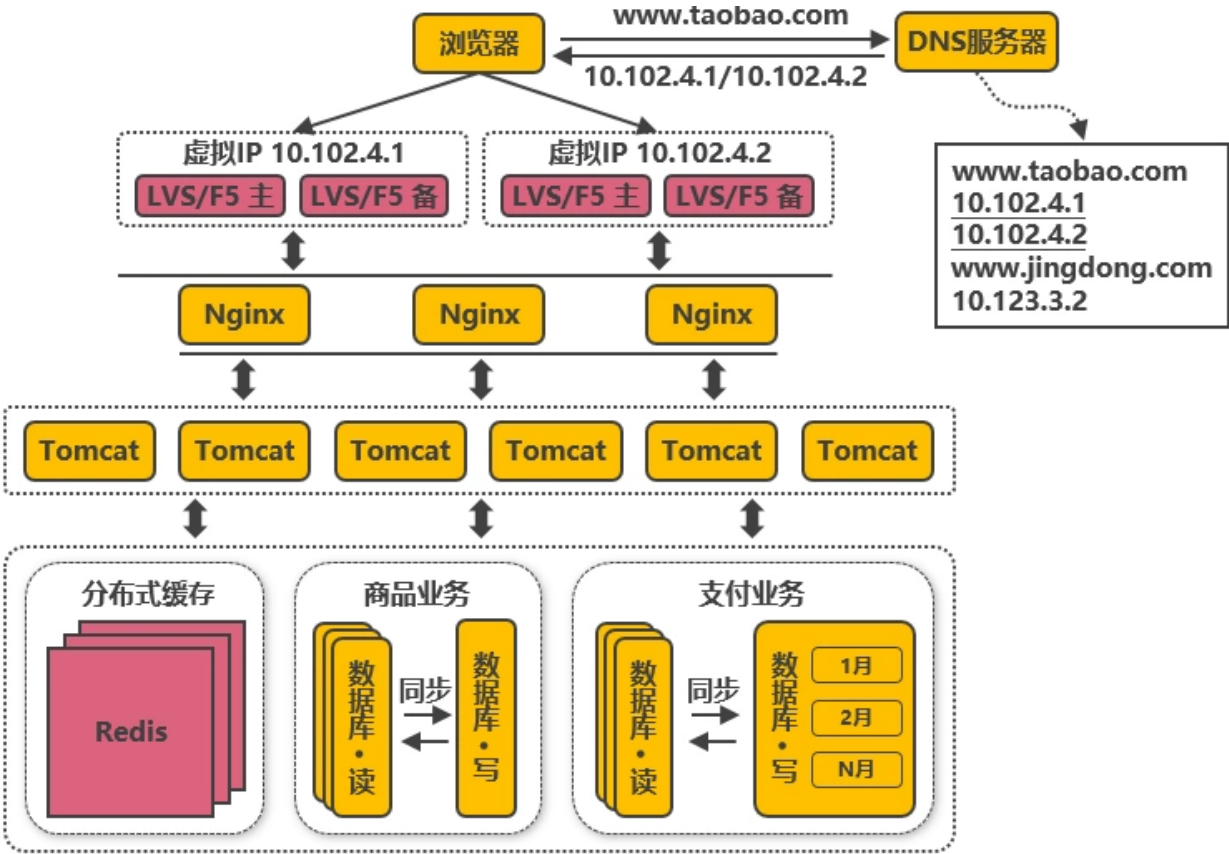 www.taobao.com
浏览器
DNS服务器
10.102.4.1/10.102.4.2
虚拟IP 10.102.4.1
LVS/F5 主
LVS/F5 备
虚拟IP 10.102.4.2
LVS/F5 主
LVS/F5 备
www.taobao.com
10.102.4.1
10.102.4.2
www.jingdong.com
10.123.3.2
Nginx
Nginx
Nginx
Tomcat
Tomcat
Tomcat
Tomcat
Tomcat
Tomcat
分布式缓存
Redis
商品业务
数据库·读
同步
数据库·写
支付业务
数据库·读
同步
数据库·写
1月
2月
N月